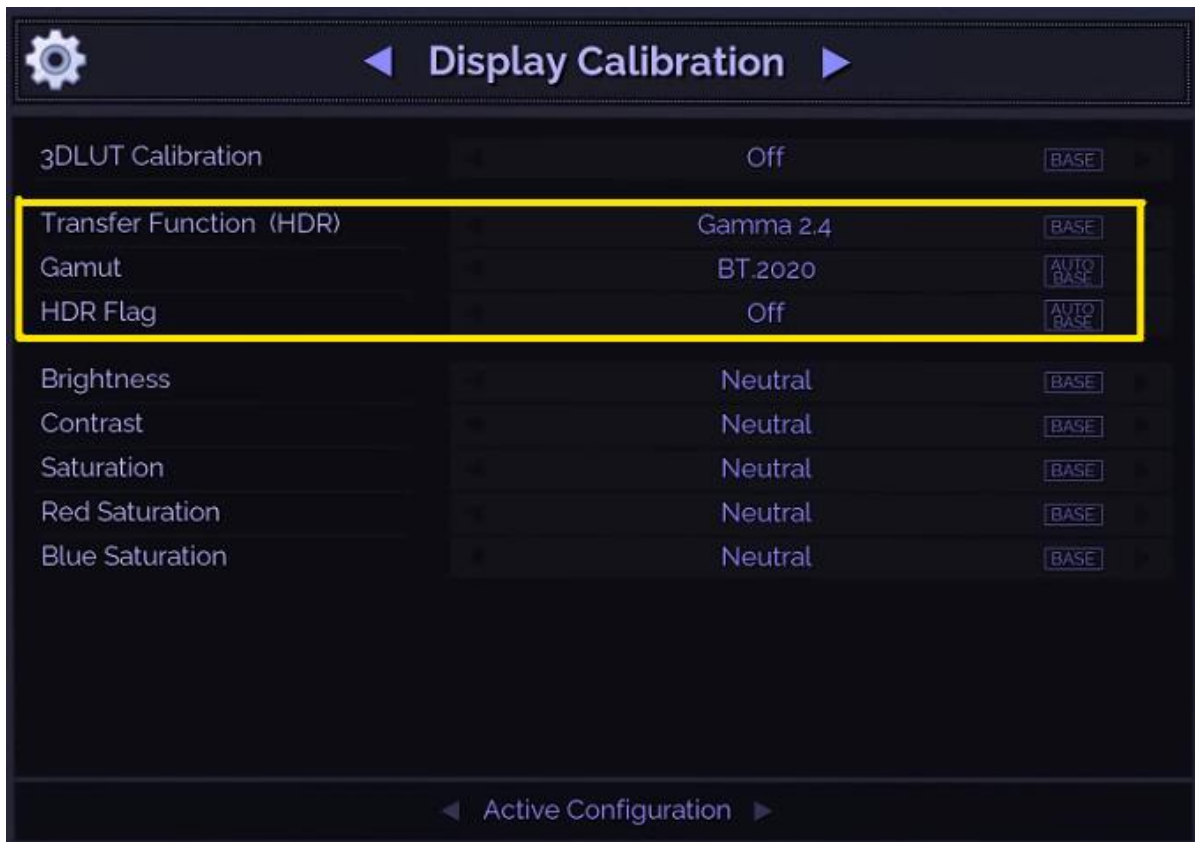 Display Calibration
3DLUT Calibration Off BASE
Transfer Function (HDR) Gamma 2.4 BASE
Gamut BT.2020 AUTO BASE
HDR Flag Off AUTO BASE
Brightness Neutral BASE
Contrast Neutral BASE
Saturation Neutral BASE
Red Saturation Neutral BASE
Blue Saturation Neutral BASE
Active Configuration